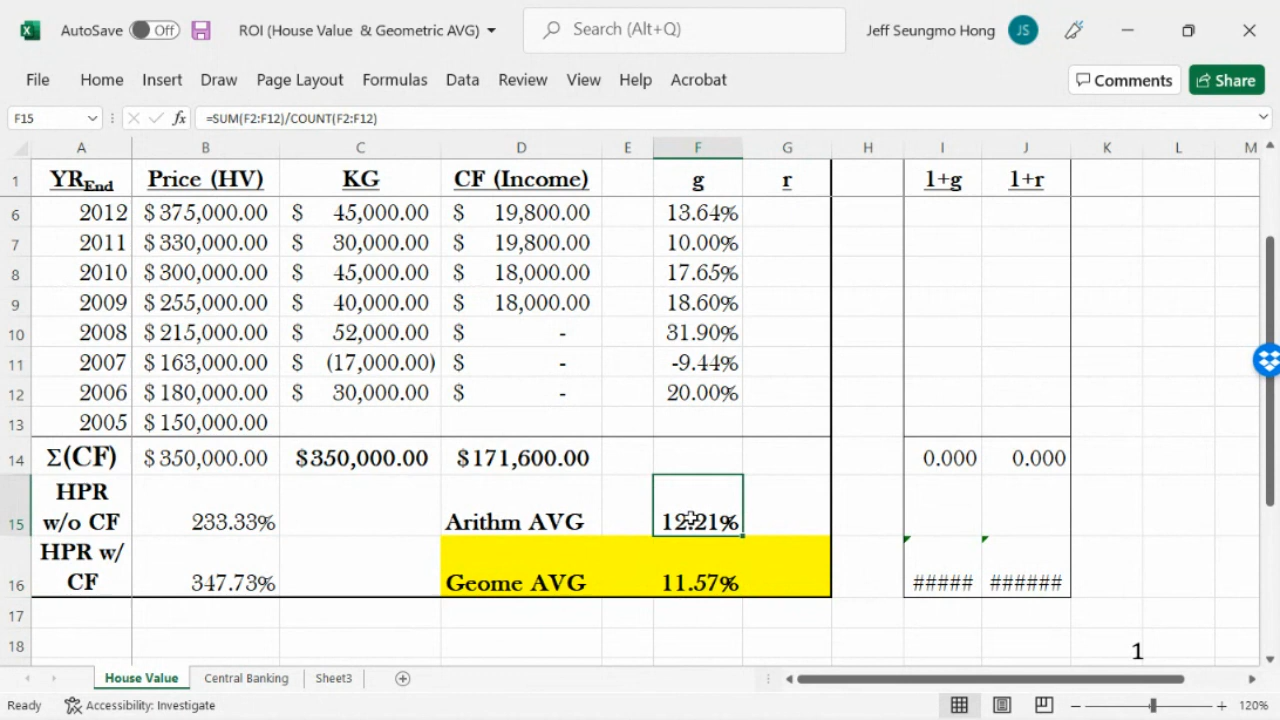 AutoSave Off ROI (House Value & Geometric AVG) Search (Alt+Q) Jeff Seungmo Hong JS
File Home Insert Draw Page Layout Formulas Data Review View Help Acrobat Comments Share
F15 fx =SUM(F2:F12)/COUNT(F2:F12)
A B C D E F G H I J K L M
1 YREnd Price (HV) KG CF (Income) g r 1+g 1+r
6 2012 $ 375,000.00 $ 45,000.00 $ 19,800.00 13.64%
7 2011 $ 330,000.00 $ 30,000.00 $ 19,800.00 10.00%
8 2010 $ 300,000.00 $ 45,000.00 $ 18,000.00 17.65%
9 2009 $ 255,000.00 $ 40,000.00 $ 18,000.00 18.60%
10 2008 $ 215,000.00 $ 52,000.00 $ - 31.90%
11 2007 $ 163,000.00 $ (17,000.00) $ - -9.44%
12 2006 $ 180,000.00 $ 30,000.00 $ - 20.00%
13 2005 $ 150,000.00
14 Σ(CF) $ 350,000.00 $350,000.00 $171,600.00 0.000 0.000
HPR
15 w/o CF 233.33% Arithm AVG 12.21%
HPR w/
16 CF 347.73% Geome AVG 11.57% ##### ######
17
18 1
House Value Central Banking Sheet3
Ready Accessibility: Investigate 120%